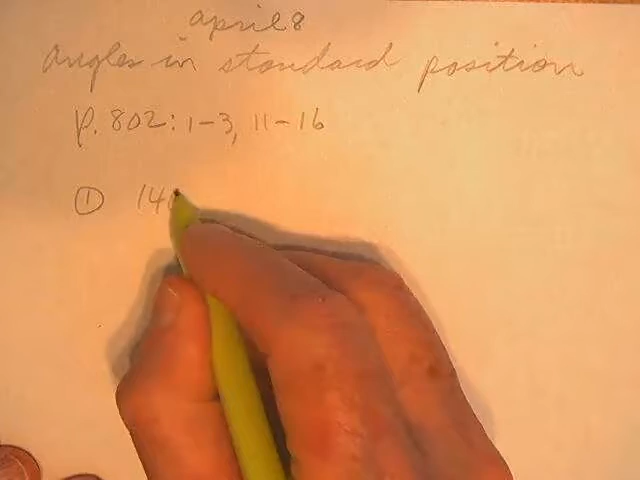 april 8
angles in standard position
p. 802: 1-3, 11-16
① 14